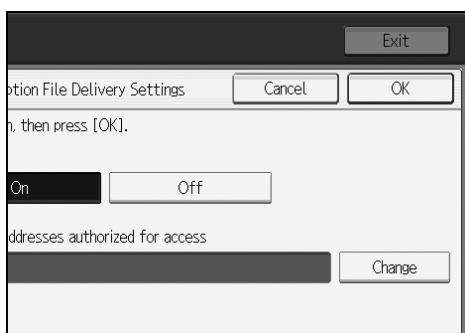 Exit
ption File Delivery Settings Cancel OK
n, then press [OK].
On Off
ddresses authorized for access
Change